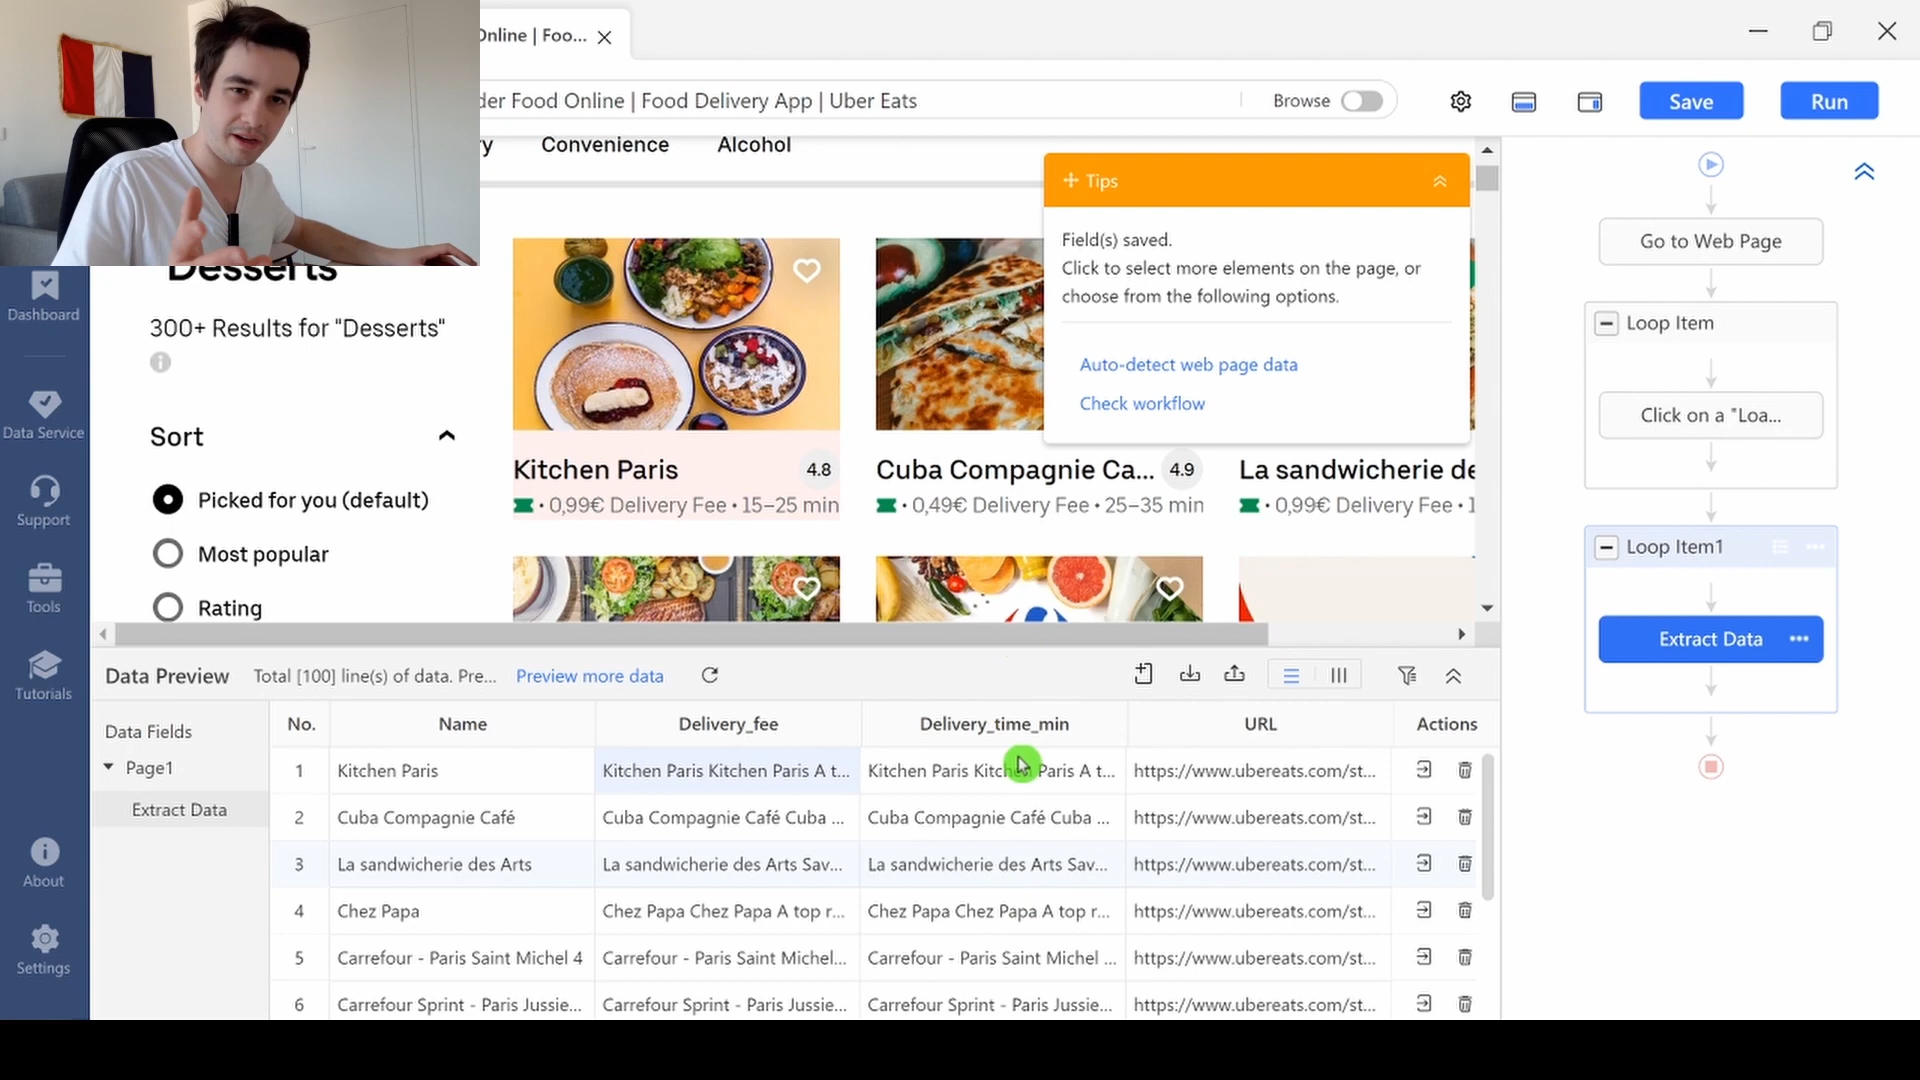 Online | Foo...
der Food Online | Food Delivery App | Uber Eats
Browse
Save
Run
Convenience
Alcohol
Tips
Field(s) saved.
Click to select more elements on the page, or
choose from the following options.
Auto-detect web page data
Check workflow
Desserts
300+ Results for "Desserts"
Sort
Picked for you (default)
Most popular
Rating
Kitchen Paris
4.8
• 0,99€ Delivery Fee • 15–25 min
Cuba Compagnie Ca...
4.9
• 0,49€ Delivery Fee • 25–35 min
La sandwicherie de
• 0,99€ Delivery Fee • 1
Dashboard
Data Service
Support
Tools
Tutorials
About
Settings
Go to Web Page
Loop Item
Click on a "Loa...
Loop Item1
Extract Data
Data Preview
Total [100] line(s) of data. Pre...
Preview more data
Data Fields
Page1
Extract Data
No.
Name
Delivery_fee
Delivery_time_min
URL
Actions
1
Kitchen Paris
Kitchen Paris Kitchen Paris A t...
Kitchen Paris Kitchen Paris A t...
https://www.ubereats.com/st...
2
Cuba Compagnie Café
Cuba Compagnie Café Cuba ...
Cuba Compagnie Café Cuba ...
https://www.ubereats.com/st...
3
La sandwicherie des Arts
La sandwicherie des Arts Sav...
La sandwicherie des Arts Sav...
https://www.ubereats.com/st...
4
Chez Papa
Chez Papa Chez Papa A top r...
Chez Papa Chez Papa A top r...
https://www.ubereats.com/st...
5
Carrefour - Paris Saint Michel 4
Carrefour - Paris Saint Michel...
Carrefour - Paris Saint Michel ...
https://www.ubereats.com/st...
6
Carrefour Sprint - Paris Jussie...
Carrefour Sprint - Paris Jussie...
Carrefour Sprint - Paris Jussie...
https://www.ubereats.com/st...